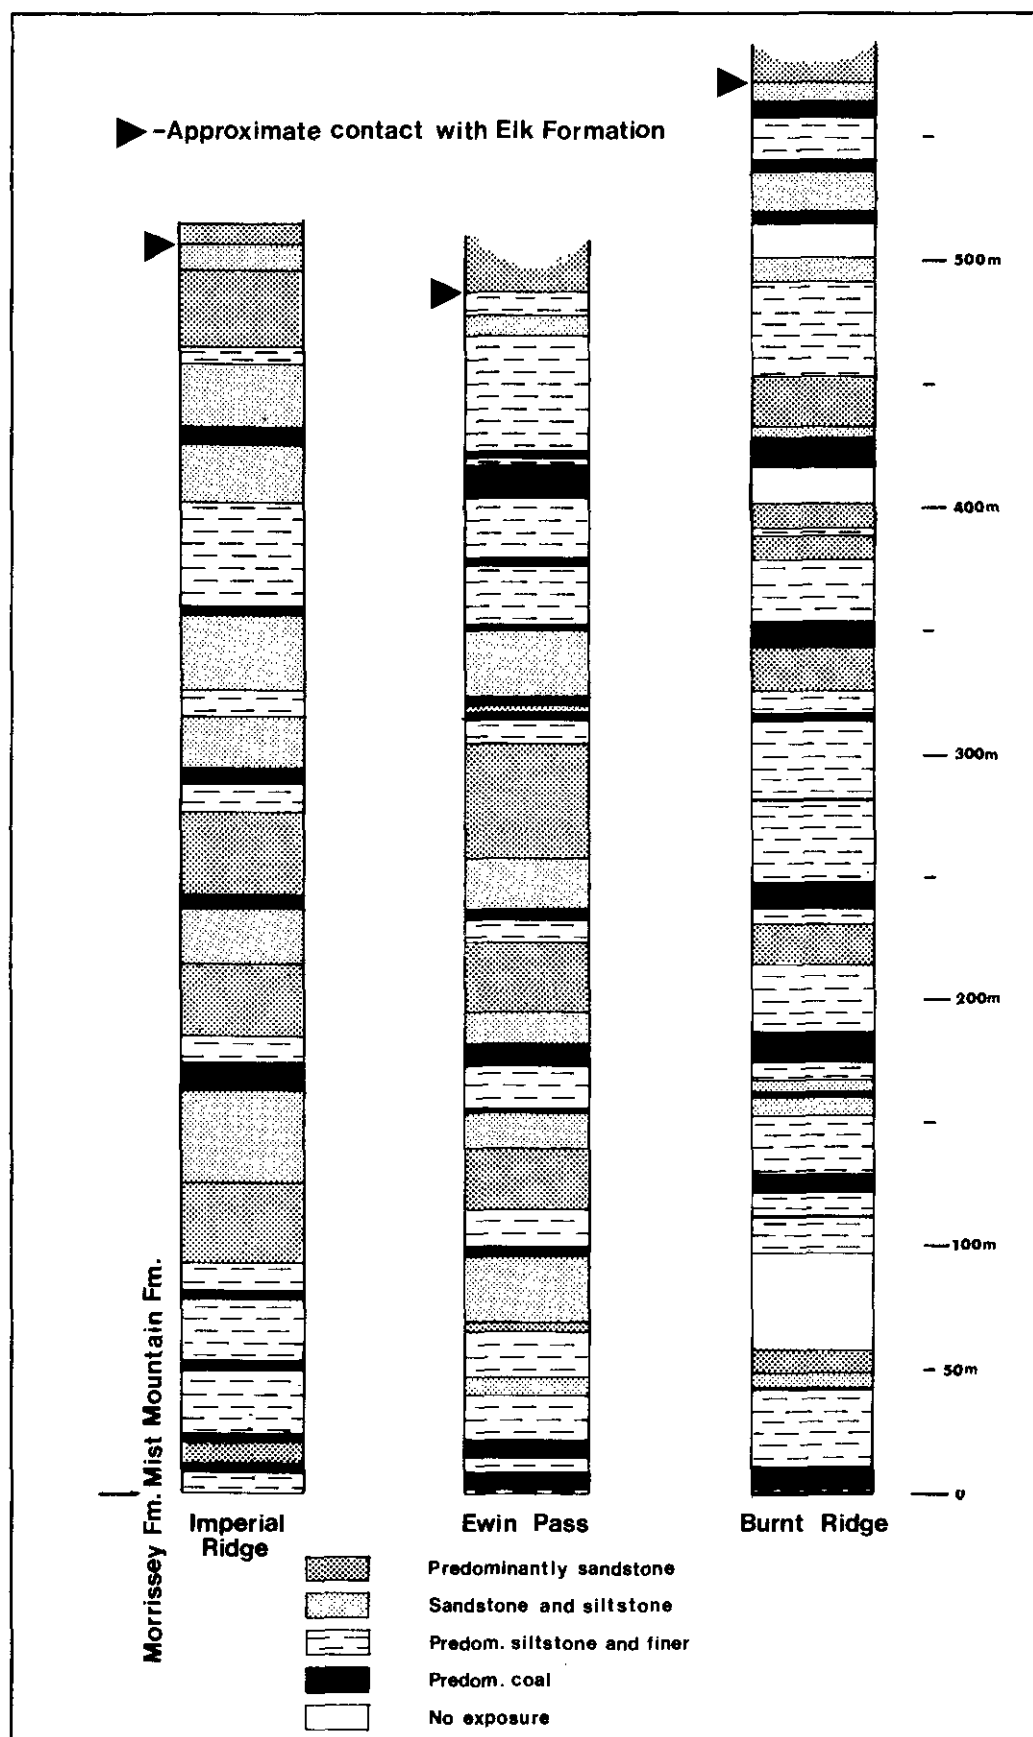 -Approximate contact with Elk Formation
500m
400m
300m
200m
100m
50m
0
Morrissey Fm. Mist Mountain Fm.
Imperial
Ridge
Ewin Pass
Burnt Ridge
Predominantly sandstone
Sandstone and siltstone
Predom. siltstone and finer
Predom. coal
No exposure